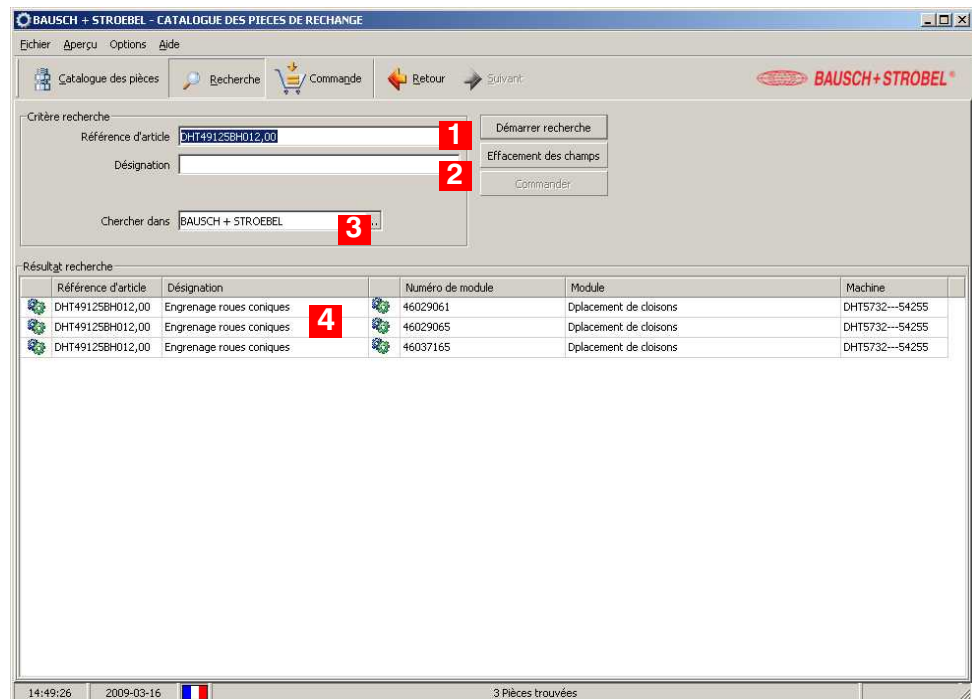 BAUSCH + STROEBEL - CATALOGUE DES PIECES DE RECHANGE
Fichier Aperçu Options Aide
Catalogue des pièces Recherche Commande Retour Suivant BAUSCH+STROBEL
Critère recherche
Référence d'article DHT49125BH012,00 1 Démarrer recherche
Désignation 2 Effacement des champs
Commander
Chercher dans BAUSCH + STROEBEL 3 ..
Résultat recherche
Référence d'article Désignation Numéro de module Module Machine
DHT49125BH012,00 Engrenage roues coniques 46029061 Dplacement de cloisons DHT5732---54255
DHT49125BH012,00 Engrenage roues coniques 4 46029065 Dplacement de cloisons DHT5732---54255
DHT49125BH012,00 Engrenage roues coniques 46037165 Dplacement de cloisons DHT5732---54255
14:49:26 2009-03-16 3 Pièces trouvées